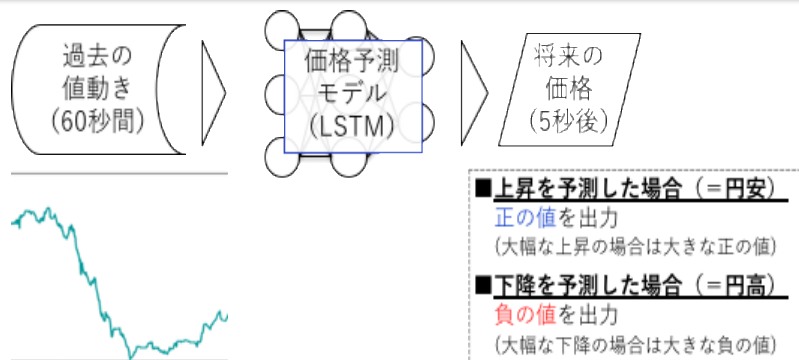 過去の
値動き
(60秒間)
価格予測
モデル
(LSTM)
将来の
価格
(5秒後)
■上昇を予測した場合（＝円安）
正の値を出力
(大幅な上昇の場合は大きな正の値)
■下降を予測した場合（＝円高）
負の値を出力
(大幅な下降の場合は大きな負の値)